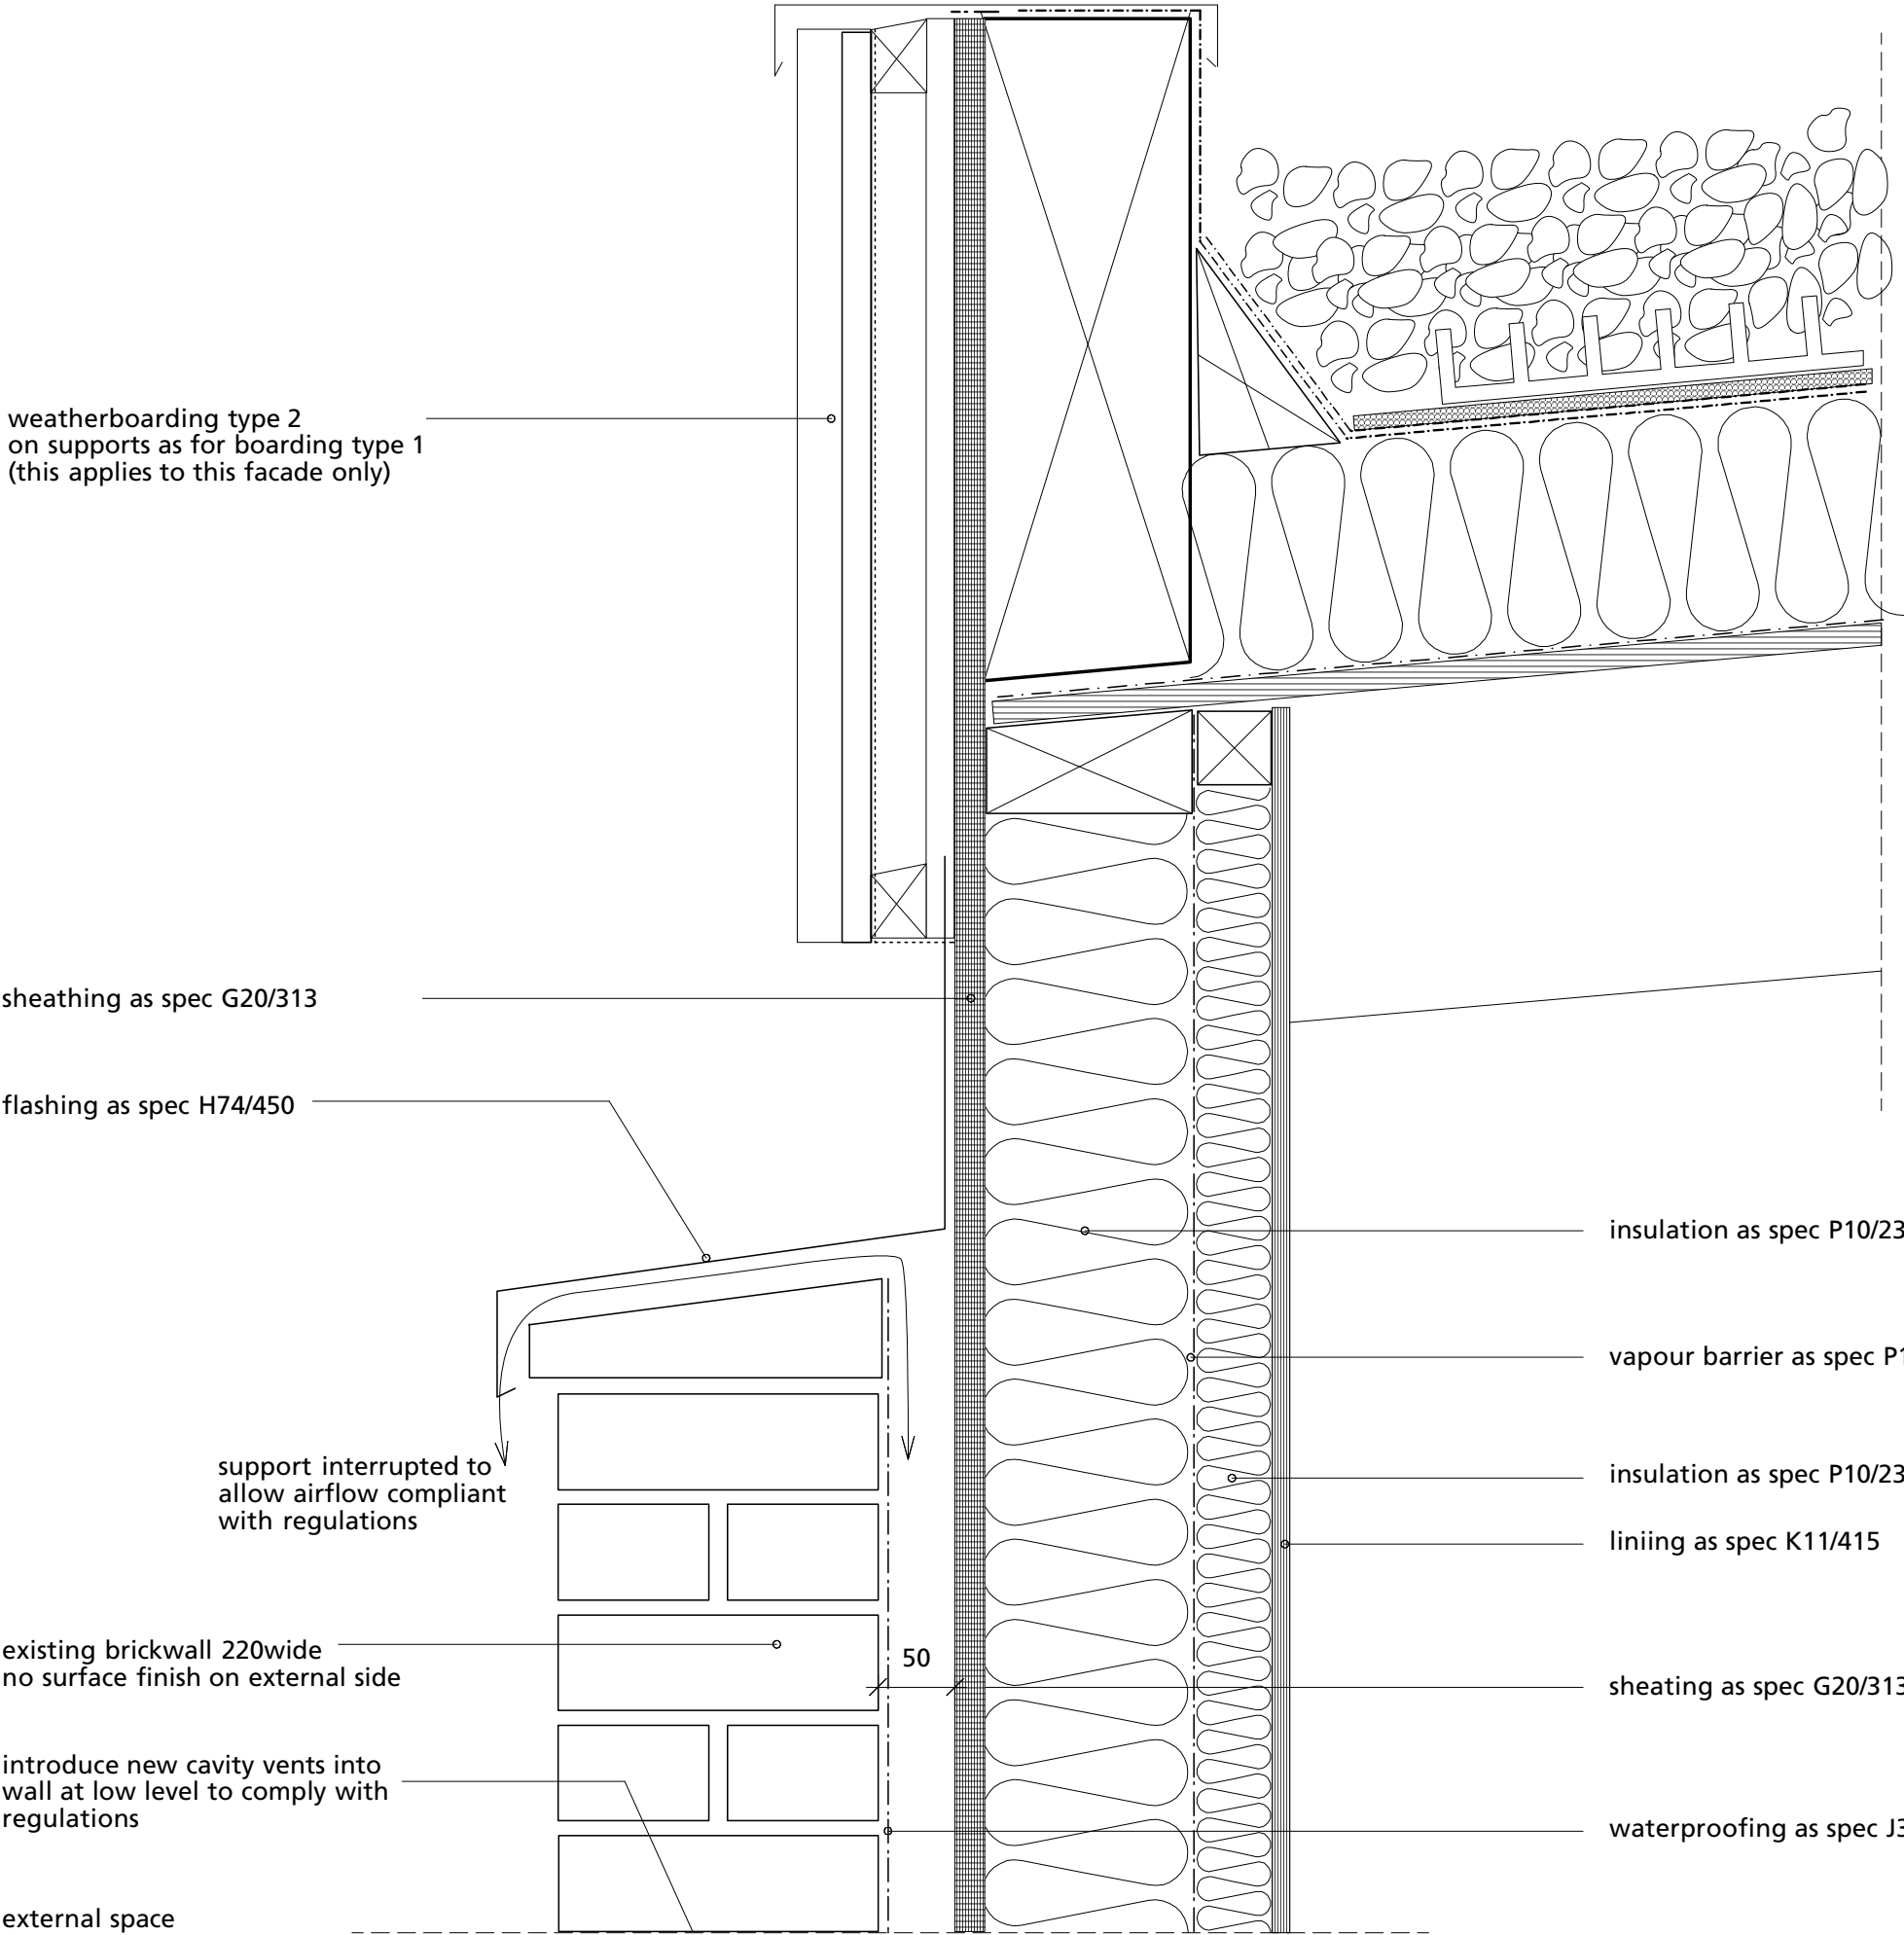 weatherboarding type 2
on supports as for boarding type 1
(this applies to this facade only)
sheathing as spec G20/313
flashing as spec H74/450
insulation as spec P10/23
vapour barrier as spec P1
support interrupted to
allow airflow compliant
with regulations
insulation as spec P10/23
liniing as spec K11/415
existing brickwall 220wide
no surface finish on external side
50
sheating as spec G20/313
introduce new cavity vents into
wall at low level to comply with
regulations
waterproofing as spec J3
external space